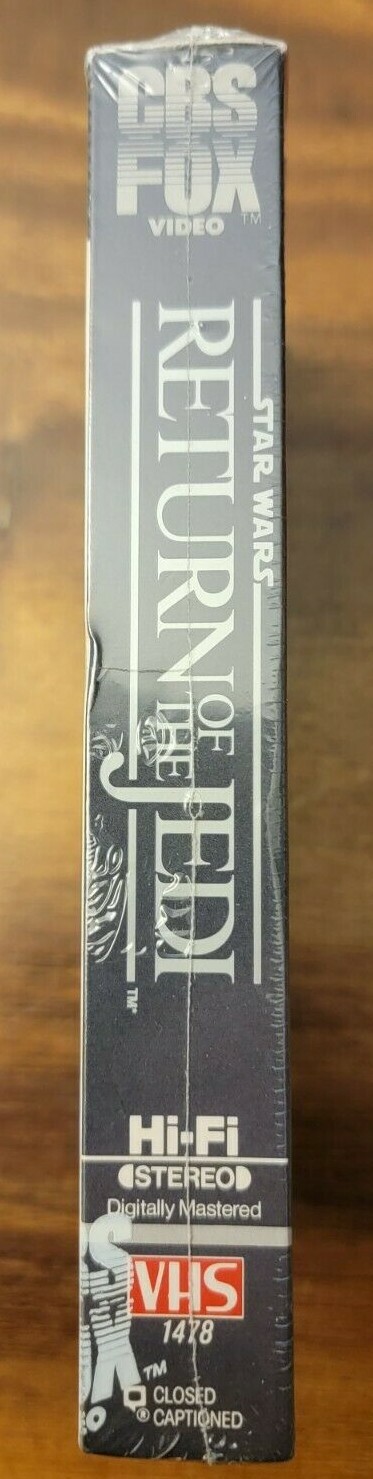 CBS
FOX
VIDEO
TM
STAR WARS
RETURN OF THE JEDI
TM
Hi-Fi
STEREO
Digitally Mastered
VHS
1478
TM
® CLOSED
CAPTIONED